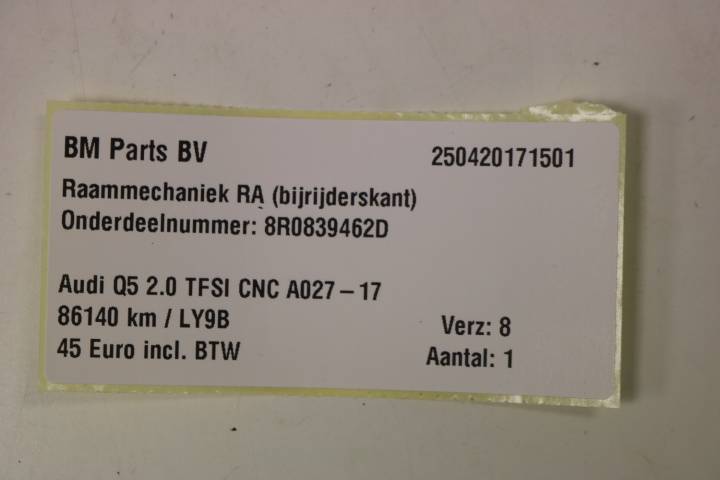 BM Parts BV 250420171501
Raammechaniek RA (bijrijderskant)
Onderdeelnummer: 8R0839462D
Audi Q5 2.0 TFSI CNC A027–17
86140 km / LY9B Verz: 8
45 Euro incl. BTW Aantal: 1